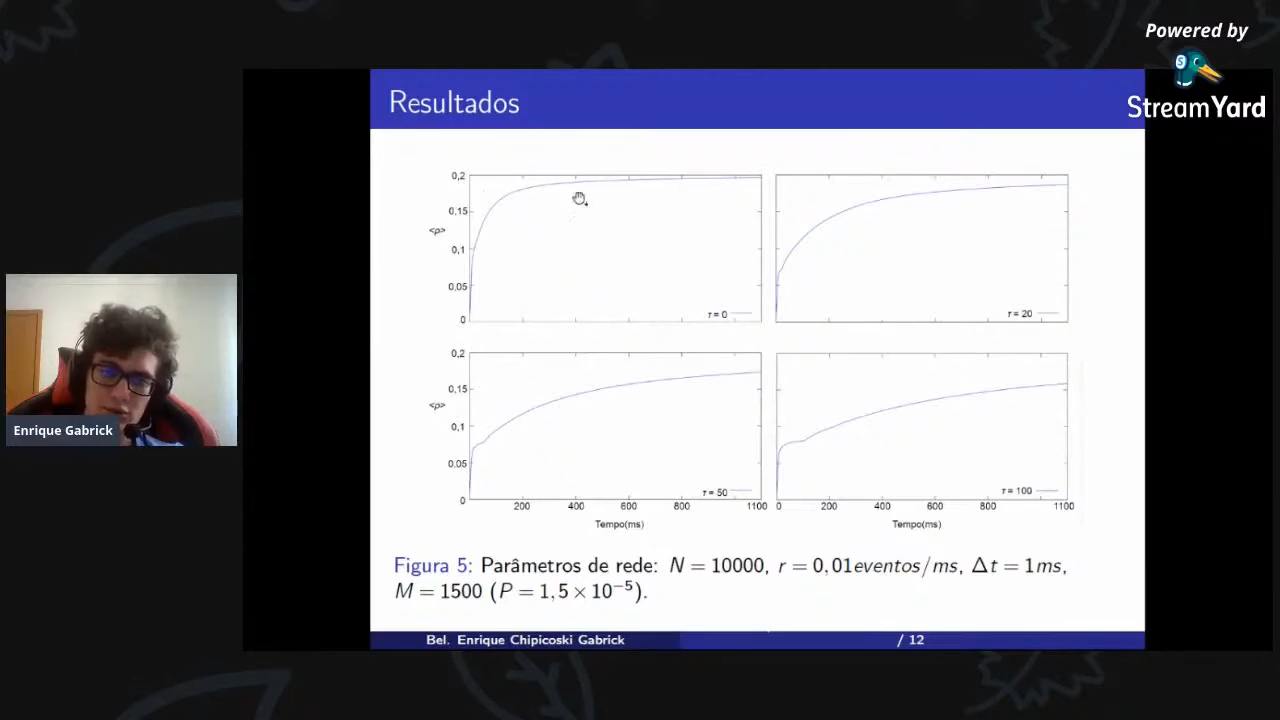 Powered by
StreamYard
Resultados
0,2
0,15
<p>
0,1
0,05
0
τ = 0
τ = 20
0,2
0,15
<p>
0,1
0,05
0
τ = 50
τ = 100
200 400 600 800 1100
0 200 400 600 800 1100
Tempo(ms)
Tempo(ms)
Enrique Gabrick
Figura 5: Parâmetros de rede: N = 10000, r = 0,01eventos/ms, Δt = 1ms,
M = 1500 (P = 1,5 × 10⁻⁵).
Bel. Enrique Chipicoski Gabrick
/ 12